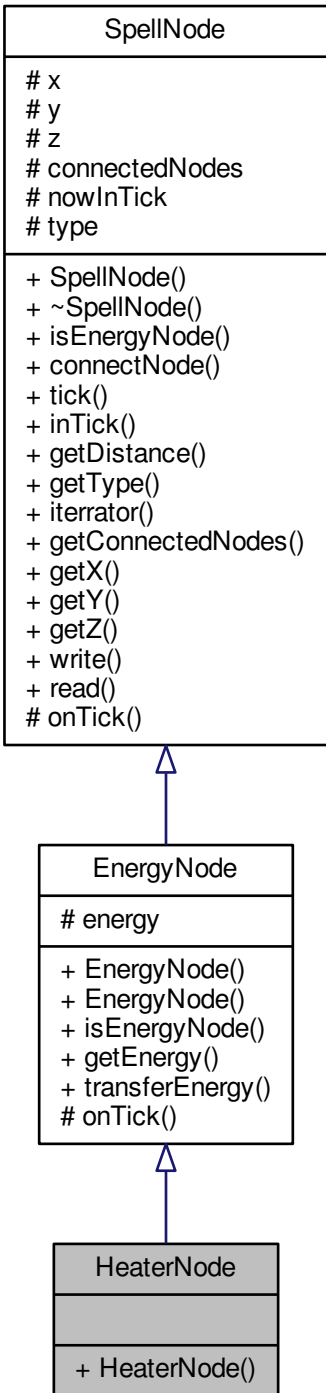 SpellNode
# x
# y
# z
# connectedNodes
# nowInTick
# type
+ SpellNode()
+ ~SpellNode()
+ isEnergyNode()
+ connectNode()
+ tick()
+ inTick()
+ getDistance()
+ getType()
+ iterrator()
+ getConnectedNodes()
+ getX()
+ getY()
+ getZ()
+ write()
+ read()
# onTick()
EnergyNode
# energy
+ EnergyNode()
+ EnergyNode()
+ isEnergyNode()
+ getEnergy()
+ transferEnergy()
# onTick()
HeaterNode
+ HeaterNode()